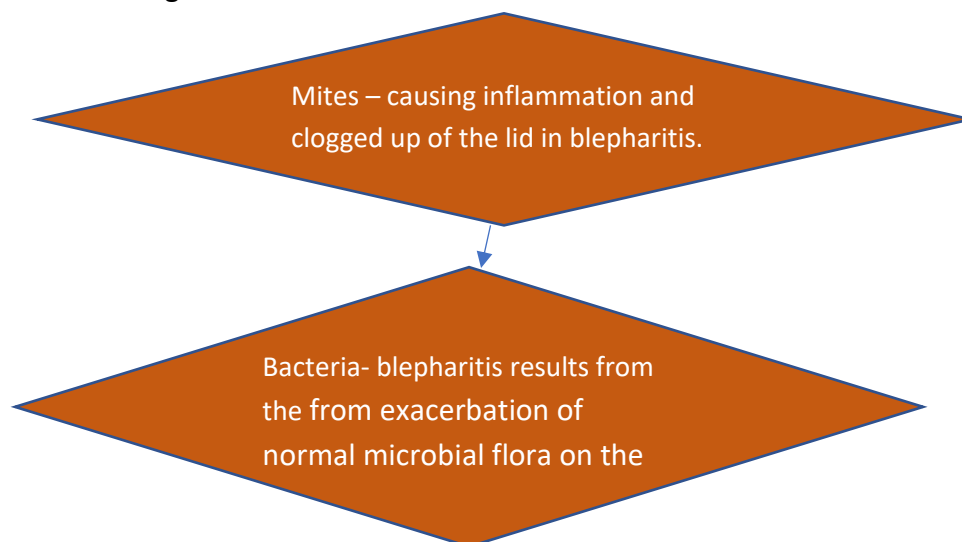 Mites – causing inflammation and
clogged up of the lid in blepharitis.
Bacteria- blepharitis results from
the from exacerbation of
normal microbial flora on the